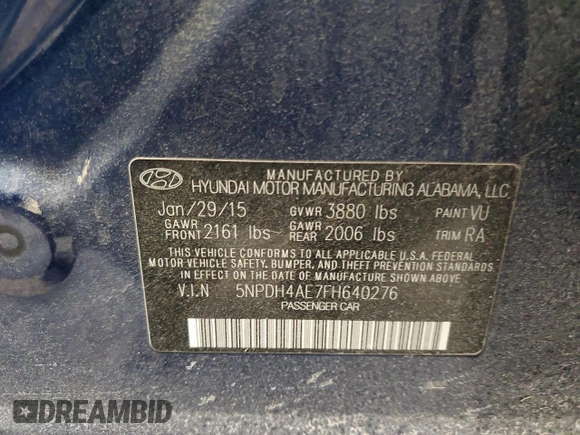 MANUFACTURED BY
HYUNDAI MOTOR MANUFACTURING ALABAMA, LLC
Jan/29/15 GVWR 3880 lbs PAINT VU
GAWR FRONT 2161 lbs GAWR REAR 2006 lbs TRIM RA
THIS VEHICLE CONFORMS TO ALL APPLICABLE U.S.A. FEDERAL
MOTOR VEHICLE SAFETY, BUMPER, AND THEFT PREVENTION STANDARDS
IN EFFECT ON THE DATE OF MANUFACTURE SHOWN ABOVE
V.I.N 5NPDH4AE7FH640276
PASSENGER CAR
DREAMBID